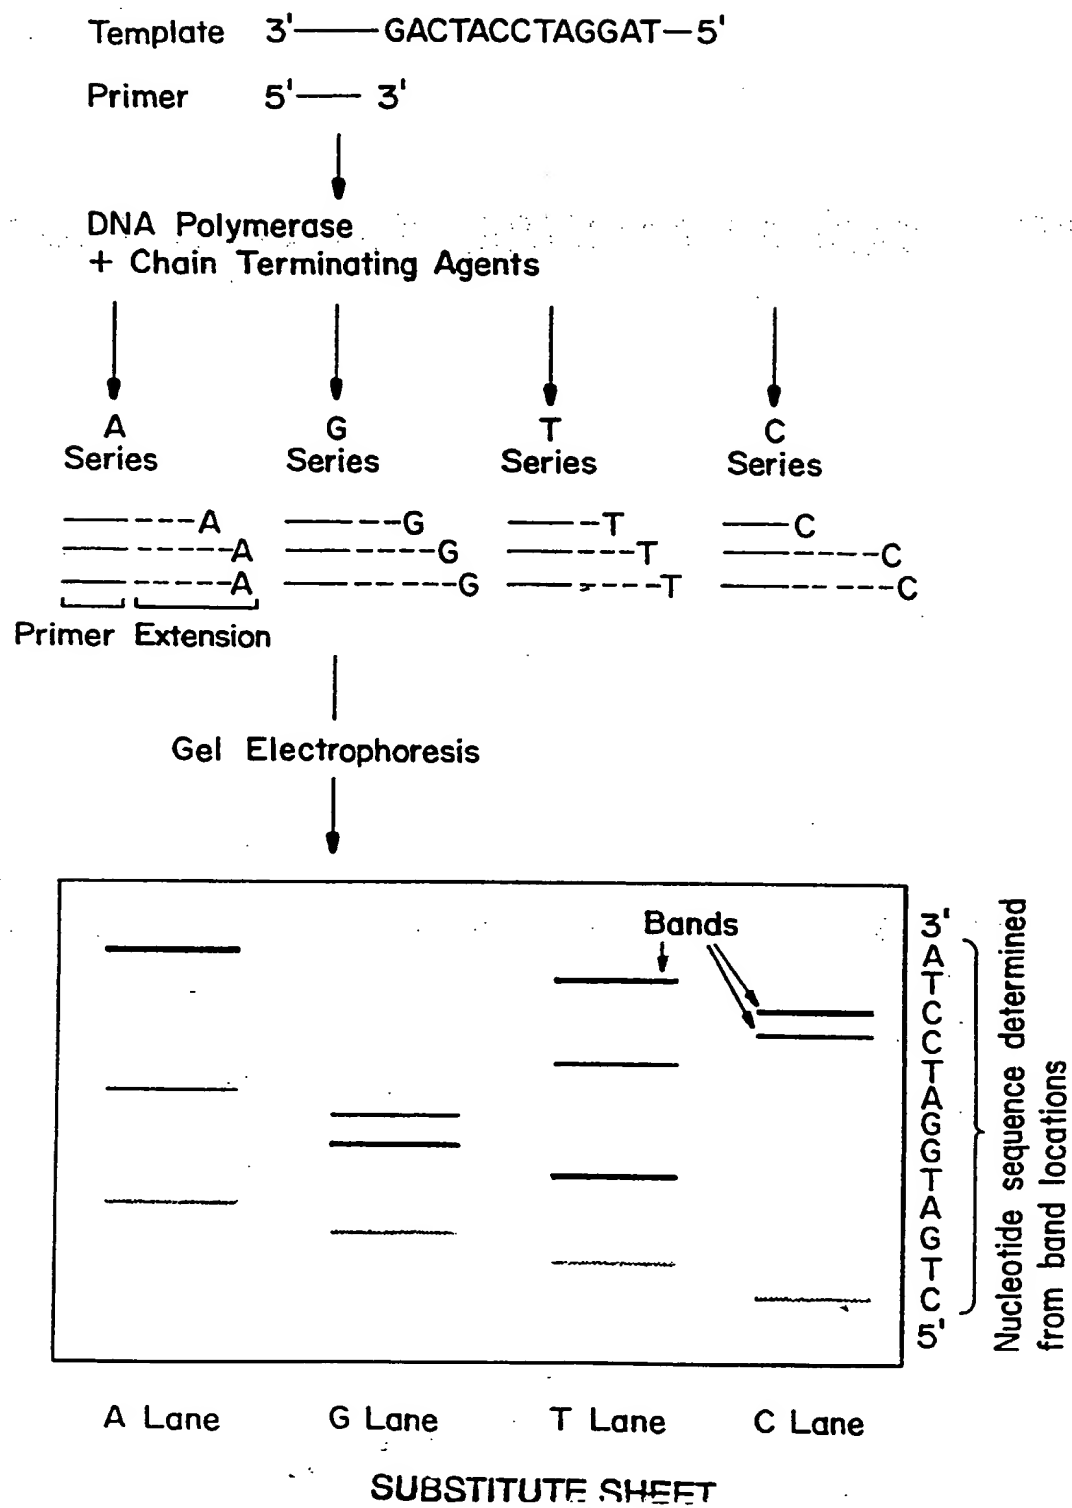 Template 3'——GACTACCTAGGAT—5'
Primer 5'—— 3'
DNA Polymerase
+ Chain Terminating Agents
A Series
G Series
T Series
C Series
—— ----A
—— ------A
—— ------A
—— ---G
—— -----G
—— ------G
—— --T
—— ----T
—— -----T
——C
—— -----C
—— ------C
Primer Extension
Gel Electrophoresis
Bands
3'
A
T
C
C
T
A
G
G
T
A
G
T
C
5'
Nucleotide sequence determined
from band locations
A Lane
G Lane
T Lane
C Lane
SUBSTITUTE SHEET